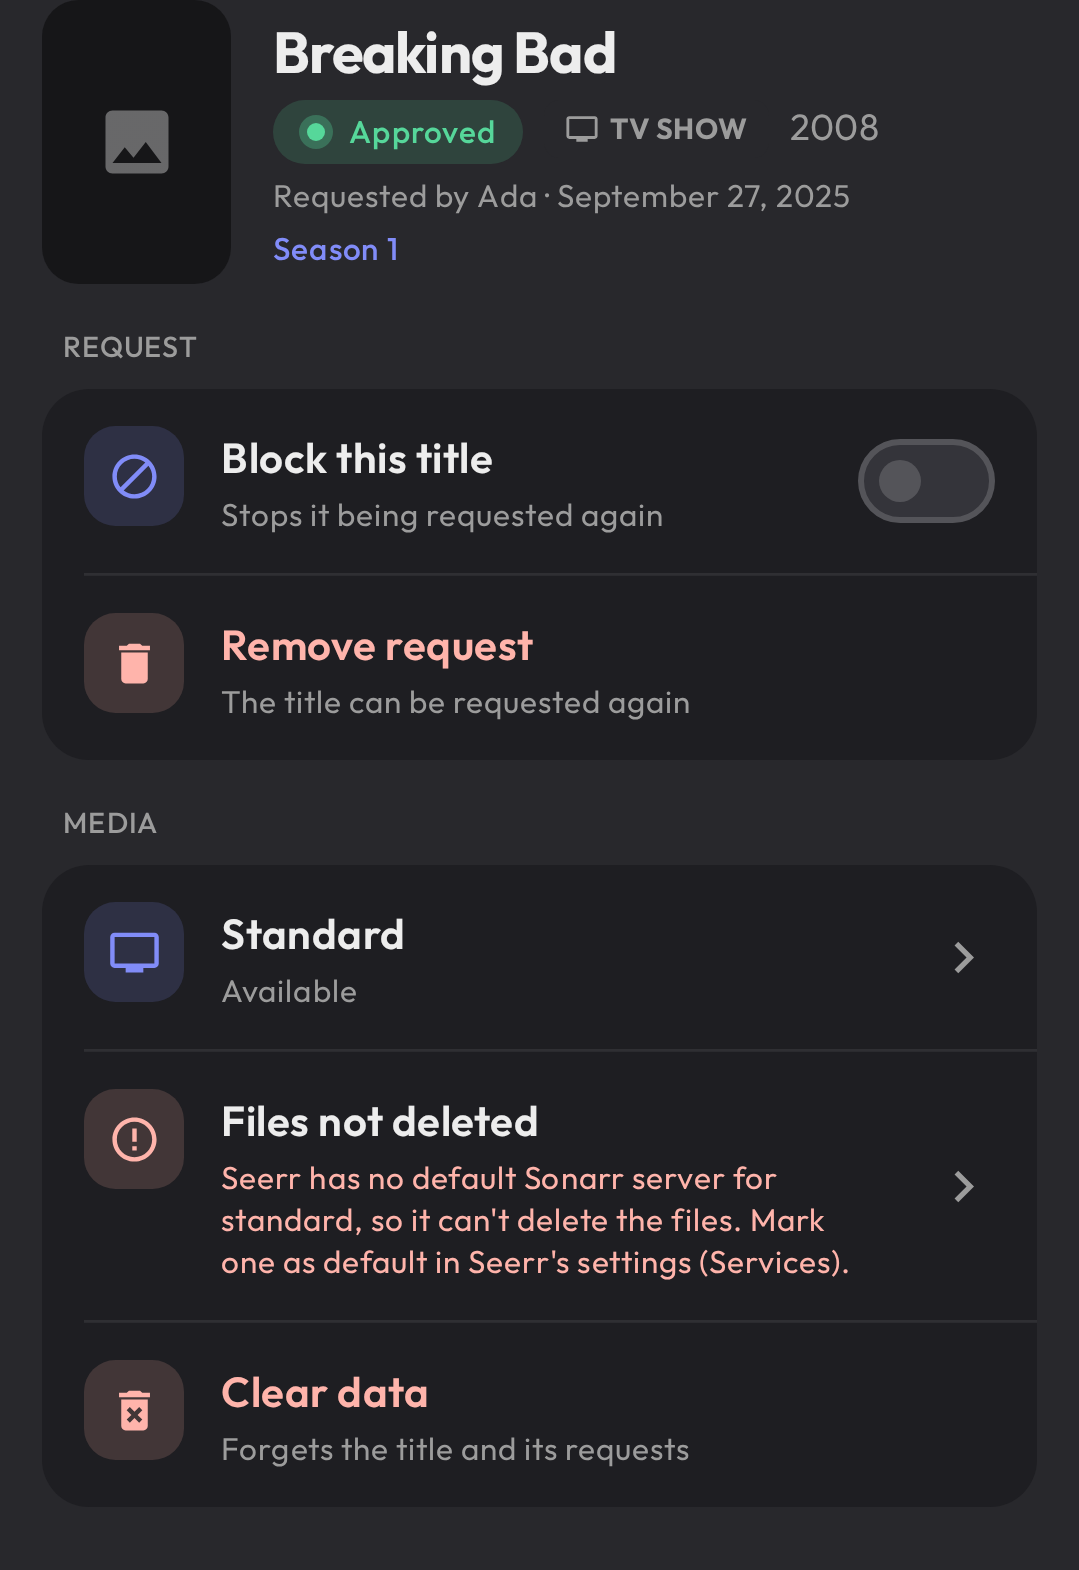 Breaking Bad
Approved
TV SHOW
2008
Requested by Ada · September 27, 2025
Season 1
REQUEST
Block this title
Stops it being requested again
Remove request
The title can be requested again
MEDIA
Standard
Available
Files not deleted
Seerr has no default Sonarr server for
standard, so it can't delete the files. Mark
one as default in Seerr's settings (Services).
Clear data
Forgets the title and its requests